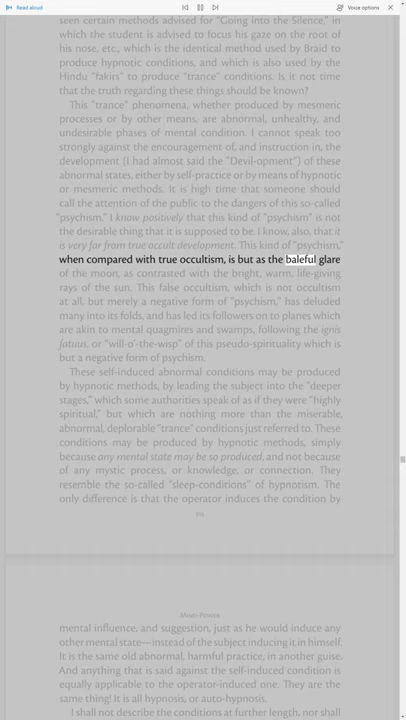 Read aloud
Voice options
seen certain methods advised for "Going into the Silence," in
which the student is advised to focus his gaze on the root of
his nose, etc., which is the identical method used by Braid to
produce hypnotic conditions, and which is also used by the
Hindu "fakirs" to produce "trance" conditions. Is it not time
that the truth regarding these things should be known?
This "trance" phenomena, whether produced by mesmeric
processes or by other means, are abnormal, unhealthy, and
undesirable phases of mental condition. I cannot speak too
strongly against the encouragement of, and instruction in, the
development (I had almost said the "Devil-opment") of these
abnormal states, either by self-practice or by means of hypnotic
or mesmeric methods. It is high time that someone should
call the attention of the public to the dangers of this so-called
"psychism." I know positively that this kind of "psychism" is not
the desirable thing that it is supposed to be. I know, also, that it
is very far from true occult development. This kind of "psychism,"
when compared with true occultism, is but as the baleful glare
of the moon, as contrasted with the bright, warm, life-giving
rays of the sun. This false occultism, which is not occultism
at all, but merely a negative form of "psychism," has deluded
many into its folds, and has led its followers on to planes which
are akin to mental quagmires and swamps, following the ignis
fatuus, or "will-o'-the-wisp" of this pseudo-spirituality which is
but a negative form of psychism.
These self-induced abnormal conditions may be produced
by hypnotic methods, by leading the subject into the "deeper
stages," which some authorities speak of as if they were "highly
spiritual," but which are nothing more than the miserable,
abnormal, deplorable "trance" conditions just referred to. These
conditions may be produced by hypnotic methods, simply
because any mental state may be so produced, and not because
of any mystic process, or knowledge, or connection. They
resemble the so-called "sleep-conditions" of hypnotism. The
only difference is that the operator induces the condition by
Mind-Power
mental influence, and suggestion, just as he would induce any
other mental state—instead of the subject inducing it in himself.
It is the same old abnormal, harmful practice, in another guise.
And anything that is said against the self-induced condition is
equally applicable to the operator-induced one. They are the
same thing! It is all hypnosis, or auto-hypnosis.
I shall not describe the conditions at further length, nor shall